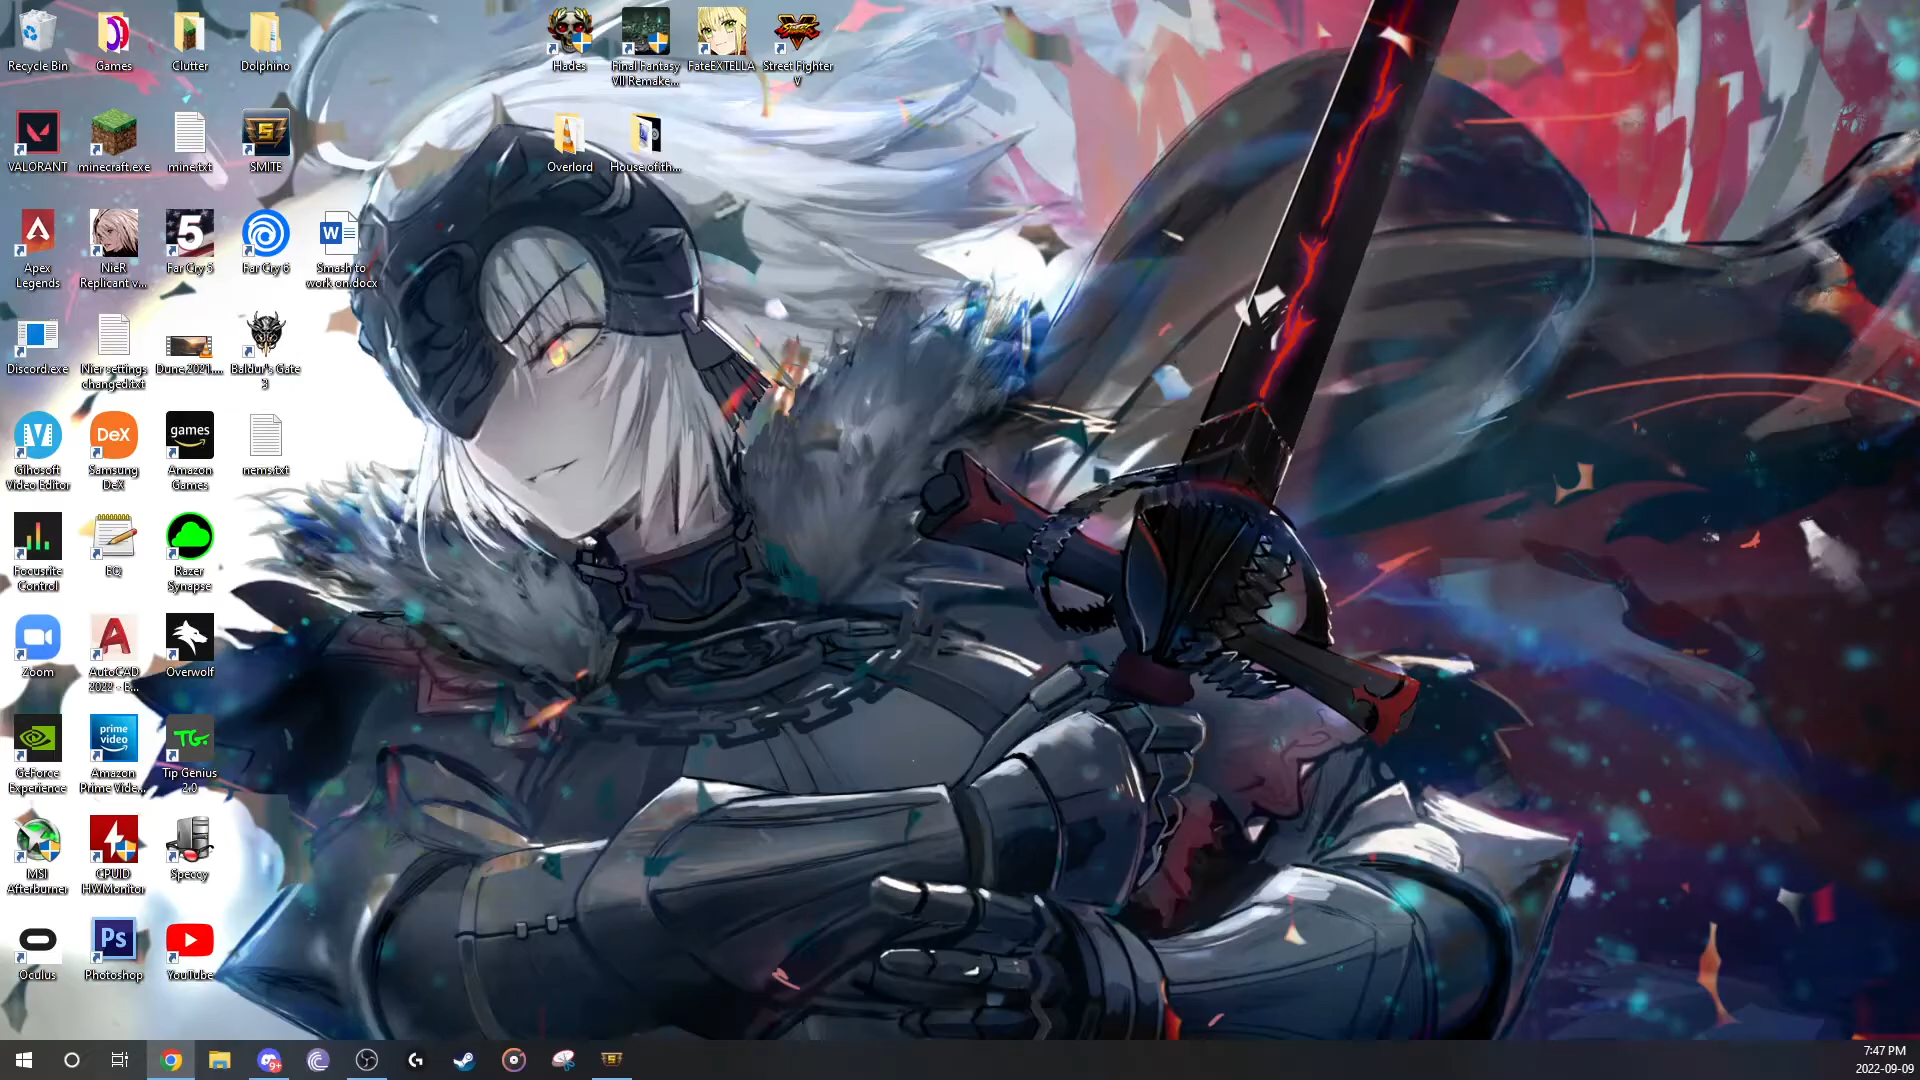 Recycle Bin
Games
Clutter
Dolphino
Hades
Final Fantasy
VII Remake...
FateEXTELLA
Street Fighter
V
VALORANT
minecraft.exe
mine.txt
SMITE
Overlord
House.of.th...
Apex
Legends
NieR
Replicant v...
5
Far Cry 5
Far Cry 6
W
Smash to
work on.docx
Discord.exe
Nier settings
changed.txt
Dune.2021....
Baldur's Gate
3
Gihosoft
Video Editor
DeX
Samsung
DeX
games
Amazon
Games
nems.txt
Focusrite
Control
EQ
Razer
Synapse
Zoom
AutoCAD
2022 - E...
Overwolf
GeForce
Experience
prime
video
Amazon
Prime Vide...
TG.
Tip Genius
2.0
MSI
Afterburner
CPUID
HWMonitor
Speccy
Oculus
Ps
Photoshop
YouTube
9+
7:47 PM
2022-09-09